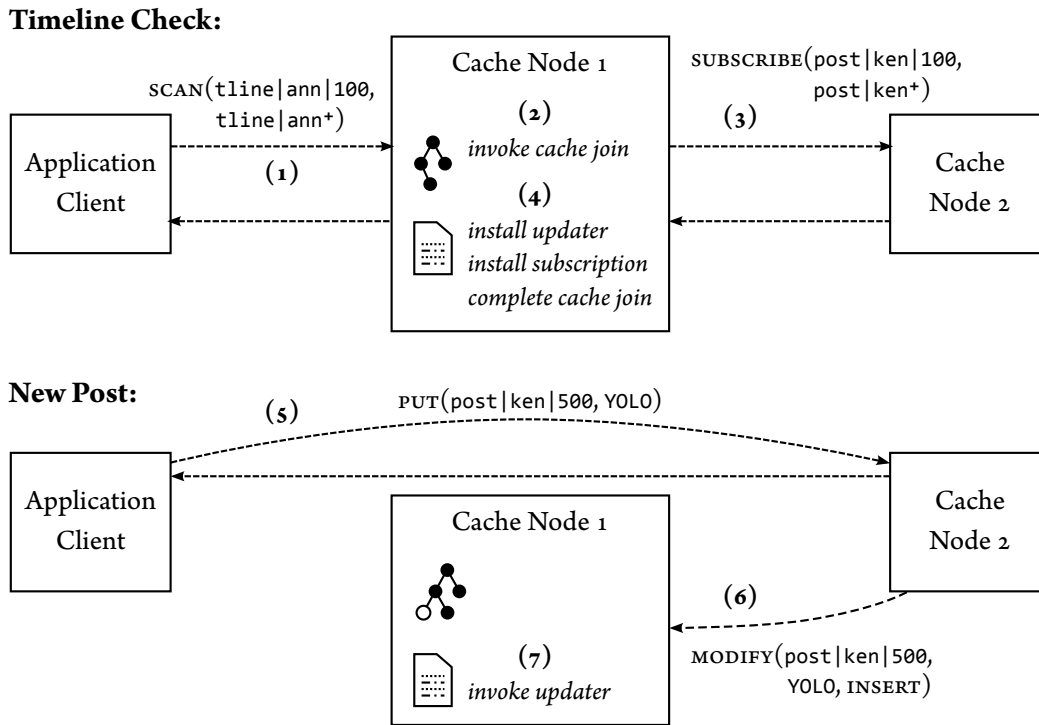 Timeline Check:
SCAN(tline|ann|100,
tline|ann⁺)
(1)
Application
Client
Cache Node 1
(2)
invoke cache join
(4)
install updater
install subscription
complete cache join
SUBSCRIBE(post|ken|100,
post|ken⁺)
(3)
Cache
Node 2
New Post:
(5)
PUT(post|ken|500, YOLO)
Application
Client
Cache Node 1
(7)
invoke updater
Cache
Node 2
(6)
MODIFY(post|ken|500,
YOLO, INSERT)